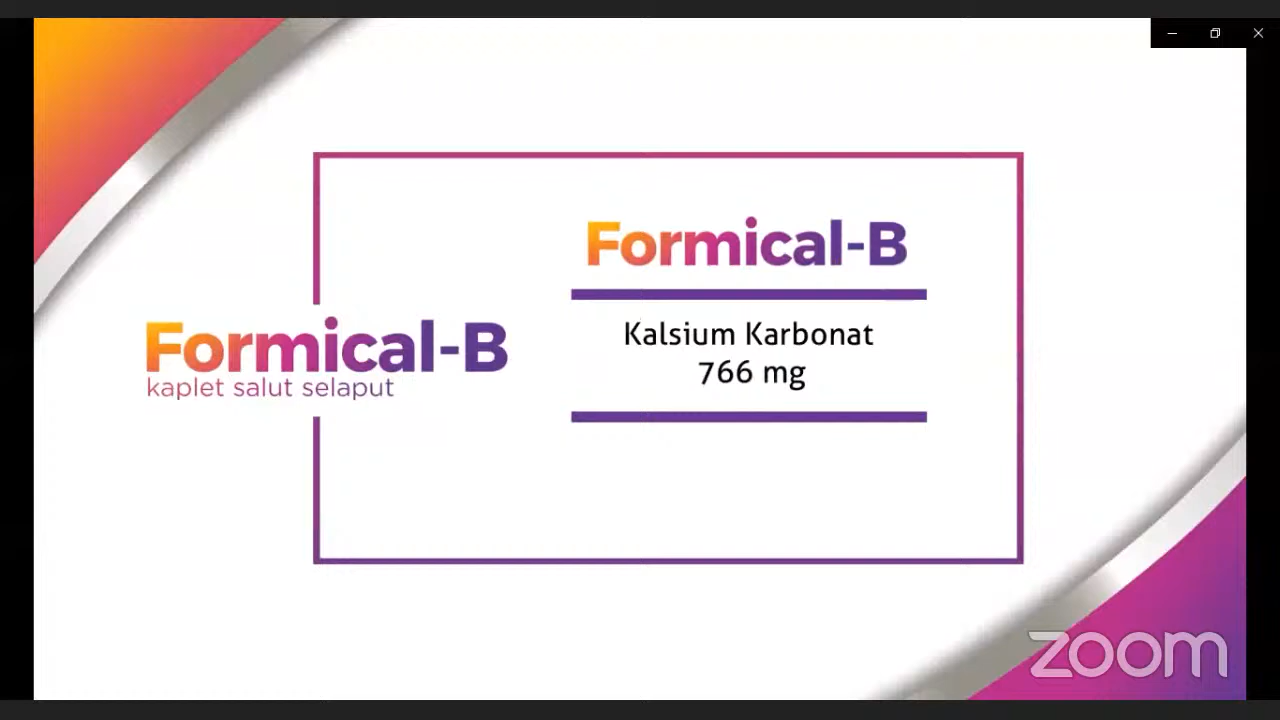 Formical-B
kaplet salut selaput
Formical-B
Kalsium Karbonat
766 mg
zoom